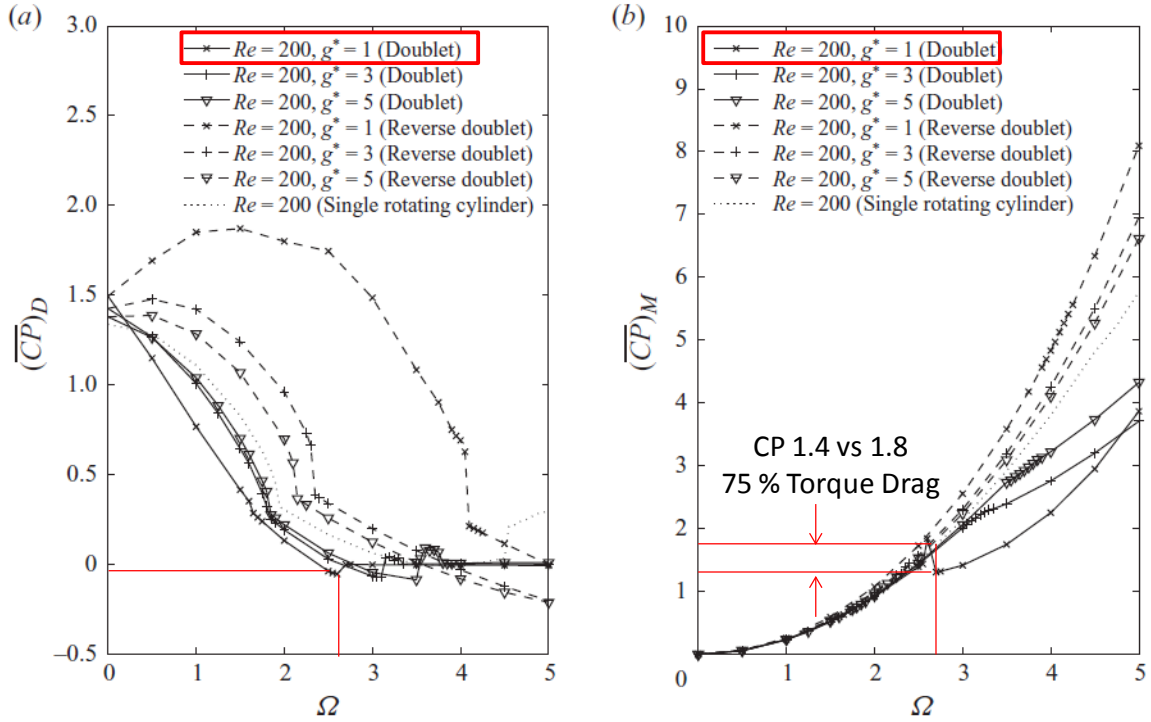 (a)
3.0
2.5
2.0
1.5
1.0
0.5
0
–0.5
0 1 2 3 4 5
(CP)D
Ω
Re = 200, g* = 1 (Doublet)
Re = 200, g* = 3 (Doublet)
Re = 200, g* = 5 (Doublet)
Re = 200, g* = 1 (Reverse doublet)
Re = 200, g* = 3 (Reverse doublet)
Re = 200, g* = 5 (Reverse doublet)
Re = 200 (Single rotating cylinder)
(b)
10
9
8
7
6
5
4
3
2
1
0
0 1 2 3 4 5
(CP)M
Ω
Re = 200, g* = 1 (Doublet)
Re = 200, g* = 3 (Doublet)
Re = 200, g* = 5 (Doublet)
Re = 200, g* = 1 (Reverse doublet)
Re = 200, g* = 3 (Reverse doublet)
Re = 200, g* = 5 (Reverse doublet)
Re = 200 (Single rotating cylinder)
CP 1.4 vs 1.8
75 % Torque Drag